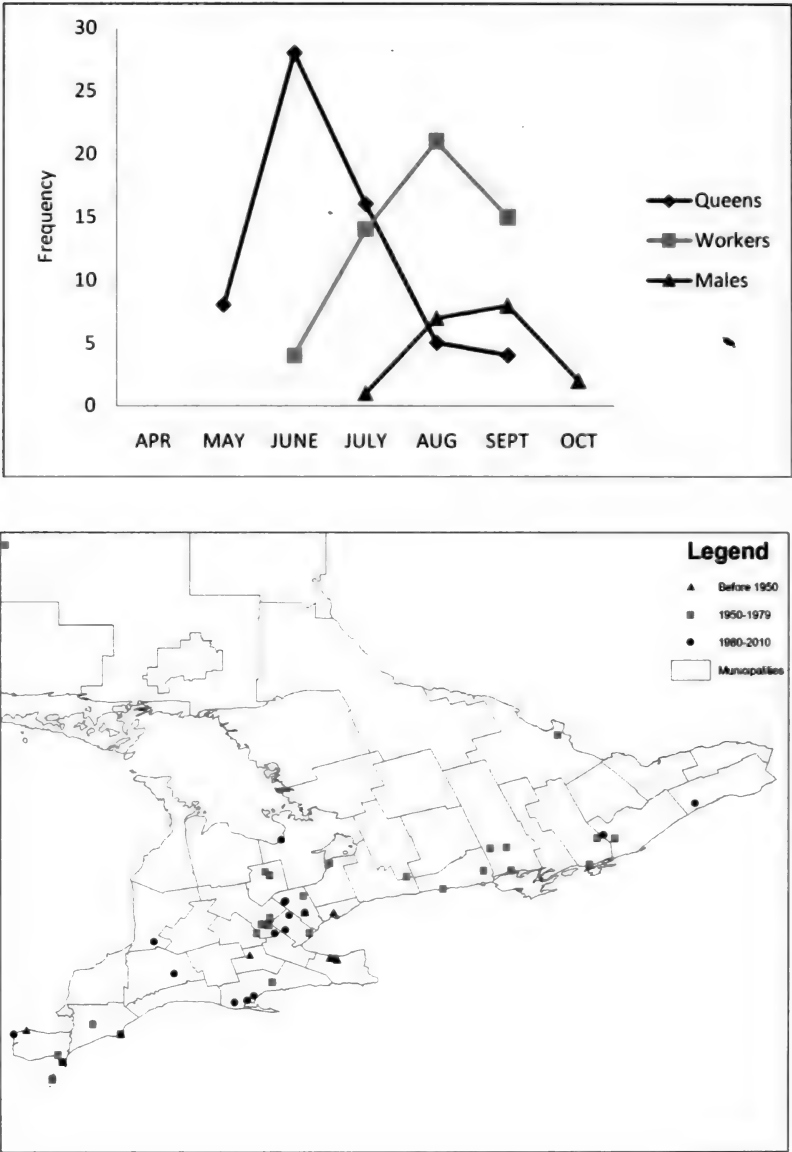 30
25
20
15
10
5
0
Frequency
APR MAY JUNE JULY AUG SEPT OCT
Queens
Workers
Males
Legend
Before 1950
1950-1979
1980-2010
Municipalities